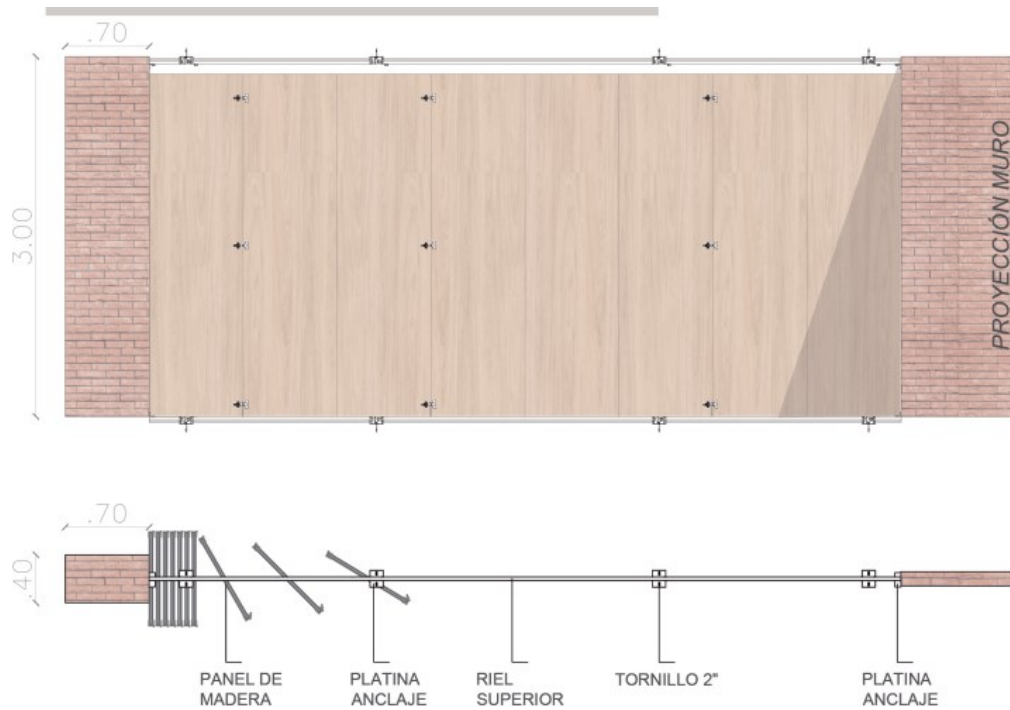 .70
3.00
PROYECCIÓN MURO
.70
.40
PANEL DE
MADERA
PLATINA
ANCLAJE
RIEL
SUPERIOR
TORNILLO 2"
PLATINA
ANCLAJE